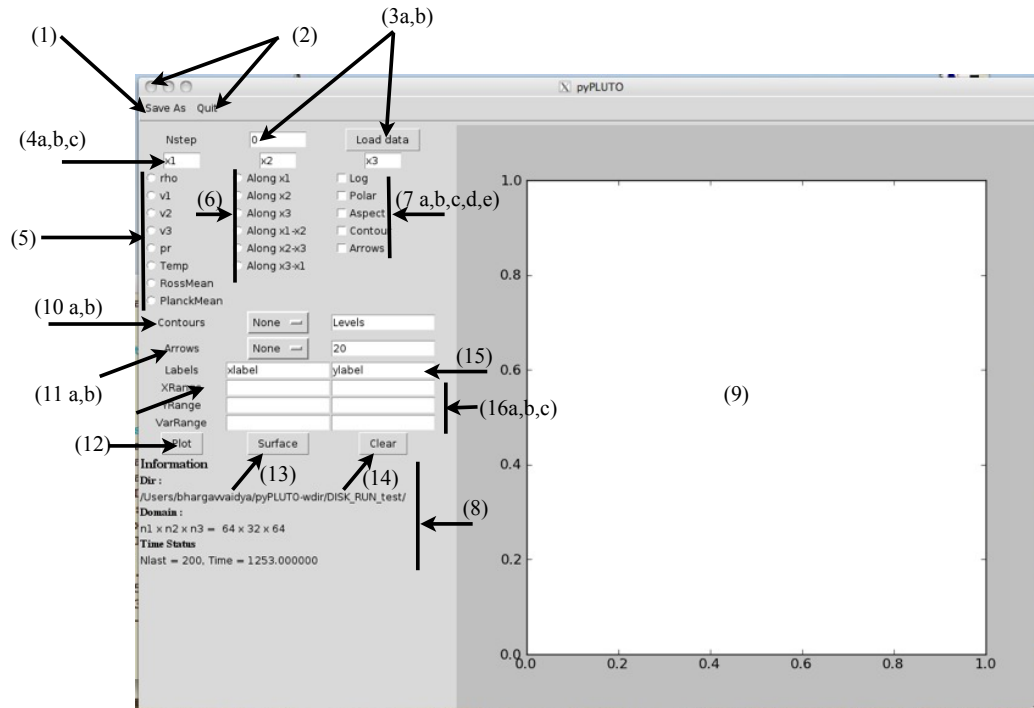 (3a,b)
(1)
(2)
pyPLUTO
Save As Quit
(4a,b,c)
Nstep 0 Load data
x1 x2 x3
rho Along x1 Log
v1 Along x2 Polar
v2 Along x3 Aspect
v3 Along x1-x2 Contour
pr Along x2-x3 Arrows
Temp Along x3-x1
RossMean
PlanckMean
(5)
(6)
(7 a,b,c,d,e)
(10 a,b)
Contours None Levels
Arrows None 20
Labels xlabel ylabel
(15)
(11 a,b)
XRange
YRange
VarRange
(16a,b,c)
(12)
Plot Surface Clear
(13)
(14)
Information
Dir :
/Users/bhargavvaidya/pyPLUTO-wdir/DISK_RUN_test/
Domain :
n1 x n2 x n3 = 64 x 32 x 64
Time Status
Nlast = 200, Time = 1253.000000
(8)
(9)
1.0
0.8
0.6
0.4
0.2
0.0
0.0 0.2 0.4 0.6 0.8 1.0